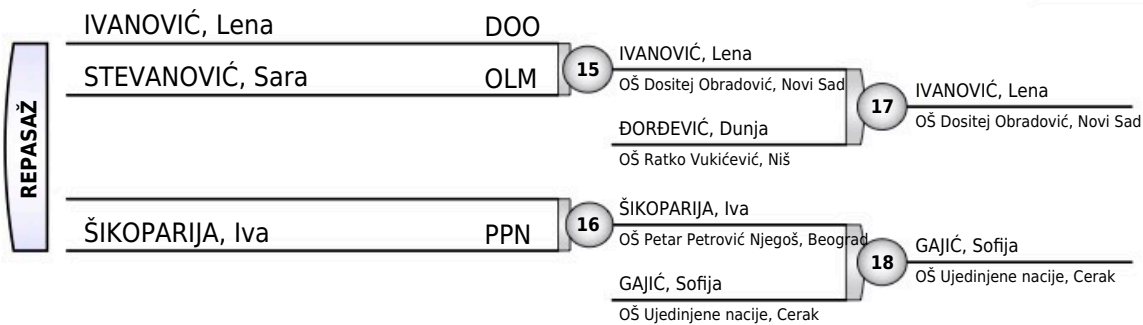 REPASAŽ
IVANOVIĆ, Lena DOO
STEVANOVIĆ, Sara OLM
15
IVANOVIĆ, Lena
OŠ Dositej Obradović, Novi Sad
ĐORĐEVIĆ, Dunja
OŠ Ratko Vukićević, Niš
17
IVANOVIĆ, Lena
OŠ Dositej Obradović, Novi Sad
ŠIKOPARIJA, Iva PPN
16
ŠIKOPARIJA, Iva
OŠ Petar Petrović Njegoš, Beograd
GAJIĆ, Sofija
OŠ Ujedinjene nacije, Cerak
18
GAJIĆ, Sofija
OŠ Ujedinjene nacije, Cerak